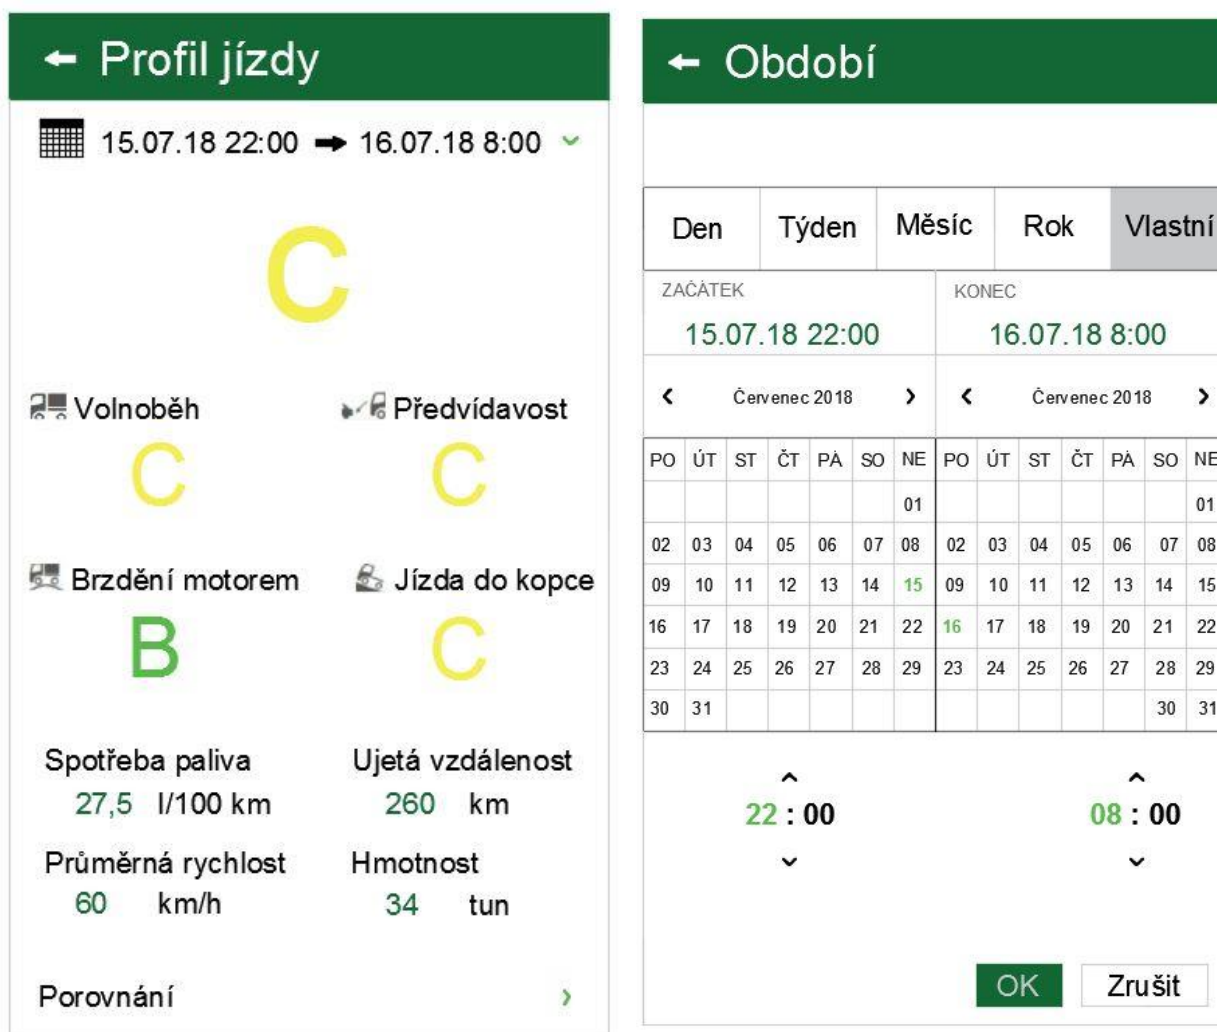 Profil jízdy
15.07.18 22:00 16.07.18 8:00
C
Volnoběh Předvídavost
C C
Brzdění motorem Jízda do kopce
B C
Spotřeba paliva Ujetá vzdálenost
27,5 l/100 km 260 km
Průměrná rychlost Hmotnost
60 km/h 34 tun
Porovnání
Období
Den Týden Měsíc Rok Vlastní
ZAČÀTEK KONEC
15.07.18 22:00 16.07.18 8:00
Červenec 2018 Červenec 2018
PO ÚT ST ČT PÀ SO NE PO ÚT ST ČT PÀ SO NE
01 01
02 03 04 05 06 07 08 02 03 04 05 06 07 08
09 10 11 12 13 14 15 09 10 11 12 13 14 15
16 17 18 19 20 21 22 16 17 18 19 20 21 22
23 24 25 26 27 28 29 23 24 25 26 27 28 29
30 31 30 31
22 : 00 08 : 00
OK Zrušit